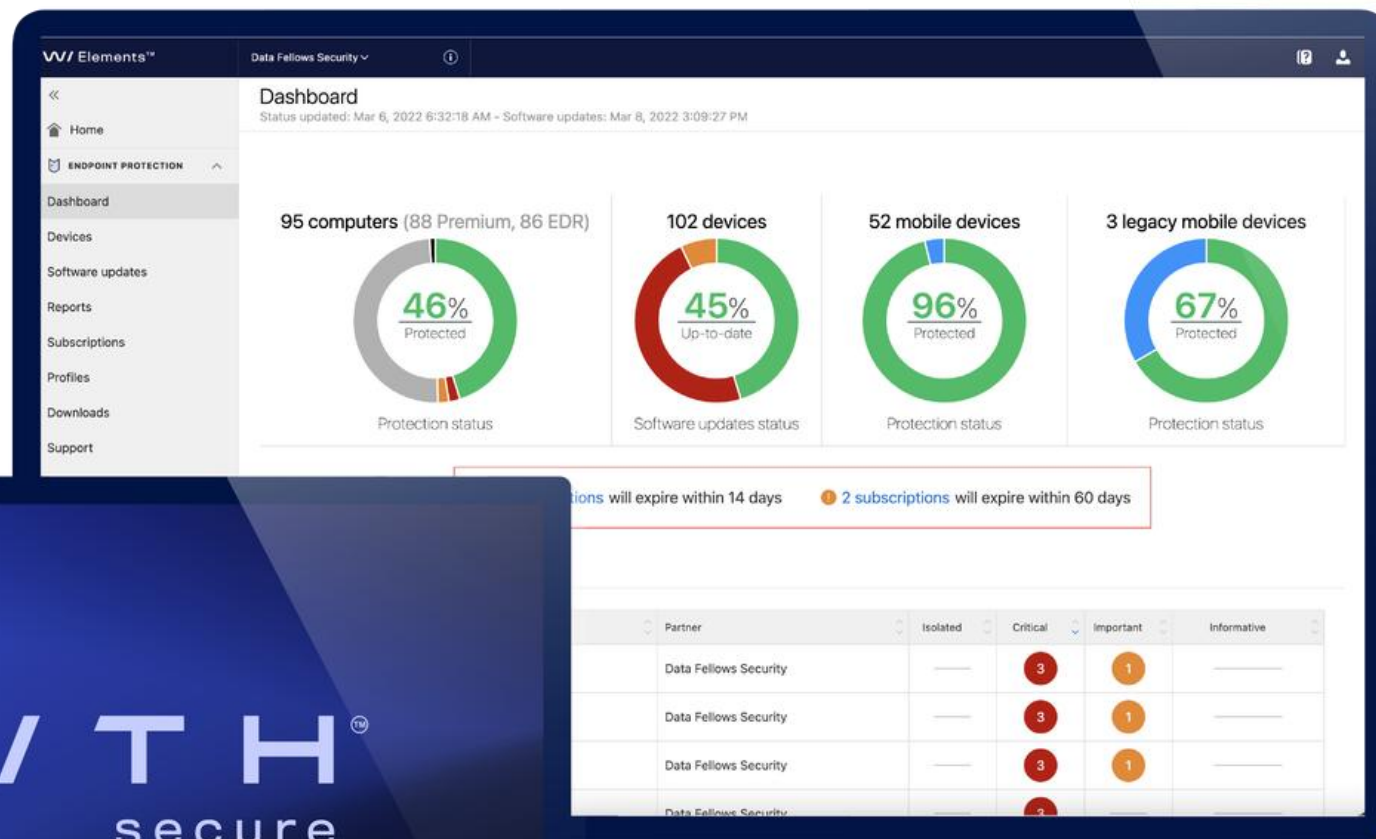 W/ Elements™
Data Fellows Security
Dashboard
Status updated: Mar 6, 2022 6:32:18 AM - Software updates: Mar 8, 2022 3:09:27 PM
Home
ENDPOINT PROTECTION
Dashboard
Devices
Software updates
Reports
Subscriptions
Profiles
Downloads
Support
95 computers (88 Premium, 86 EDR)
46%
Protected
Protection status
102 devices
45%
Up-to-date
Software updates status
52 mobile devices
96%
Protected
Protection status
3 legacy mobile devices
67%
Protected
Protection status
will expire within 14 days
2 subscriptions will expire within 60 days
Partner Isolated Critical Important Informative
Data Fellows Security 3 1
Data Fellows Security 3 1
Data Fellows Security 3 1
Data Fellows Security 3
/ T H ™
secure